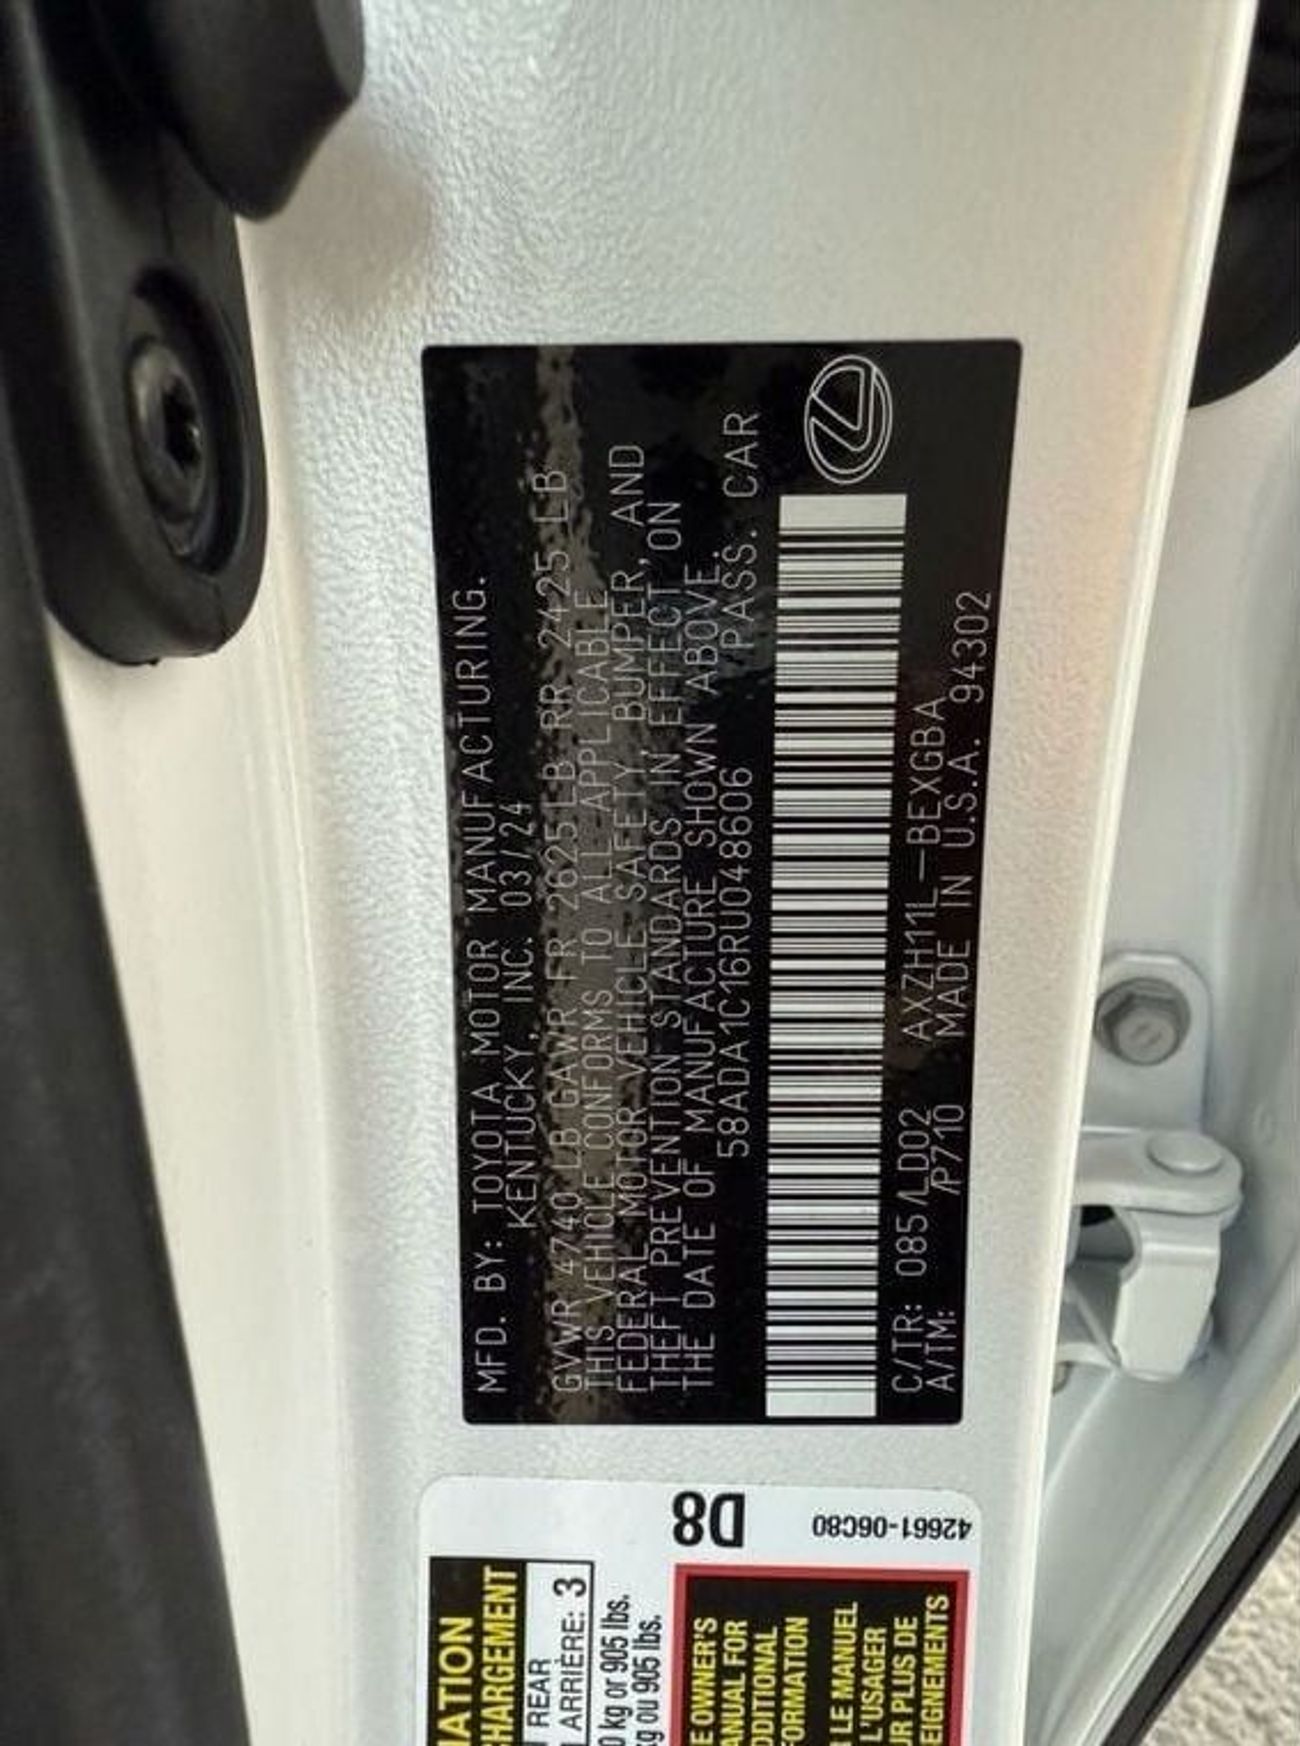 MFD. BY: TOYOTA MOTOR MANUFACTURING.
KENTUCKY, INC. 03/24
GVWR 4740 LB GAWR FR 2625 LB RR 2425 LB
THIS VEHICLE CONFORMS TO ALL APPLICABLE
FEDERAL MOTOR VEHICLE SAFETY, BUMPER, AND
THEFT PREVENTION STANDARDS IN EFFECT ON
THE DATE OF MANUFACTURE SHOWN ABOVE.
58ADA1C16RU048606 PASS. CAR
C/TR: 085/LD02 AXZH11L-BEXGBA
A/TM: /P710 MADE IN U.S.A. 94302
D8
42661-06C80
MATION
CHARGEMENT
REAR
ARRIÈRE: 3
0 kg or 905 lbs.
kg ou 905 lbs.
E OWNER'S
ANUAL FOR
DDITIONAL
FORMATION
LE MANUEL
L'USAGER
UR PLUS DE
EIGNEMENTS